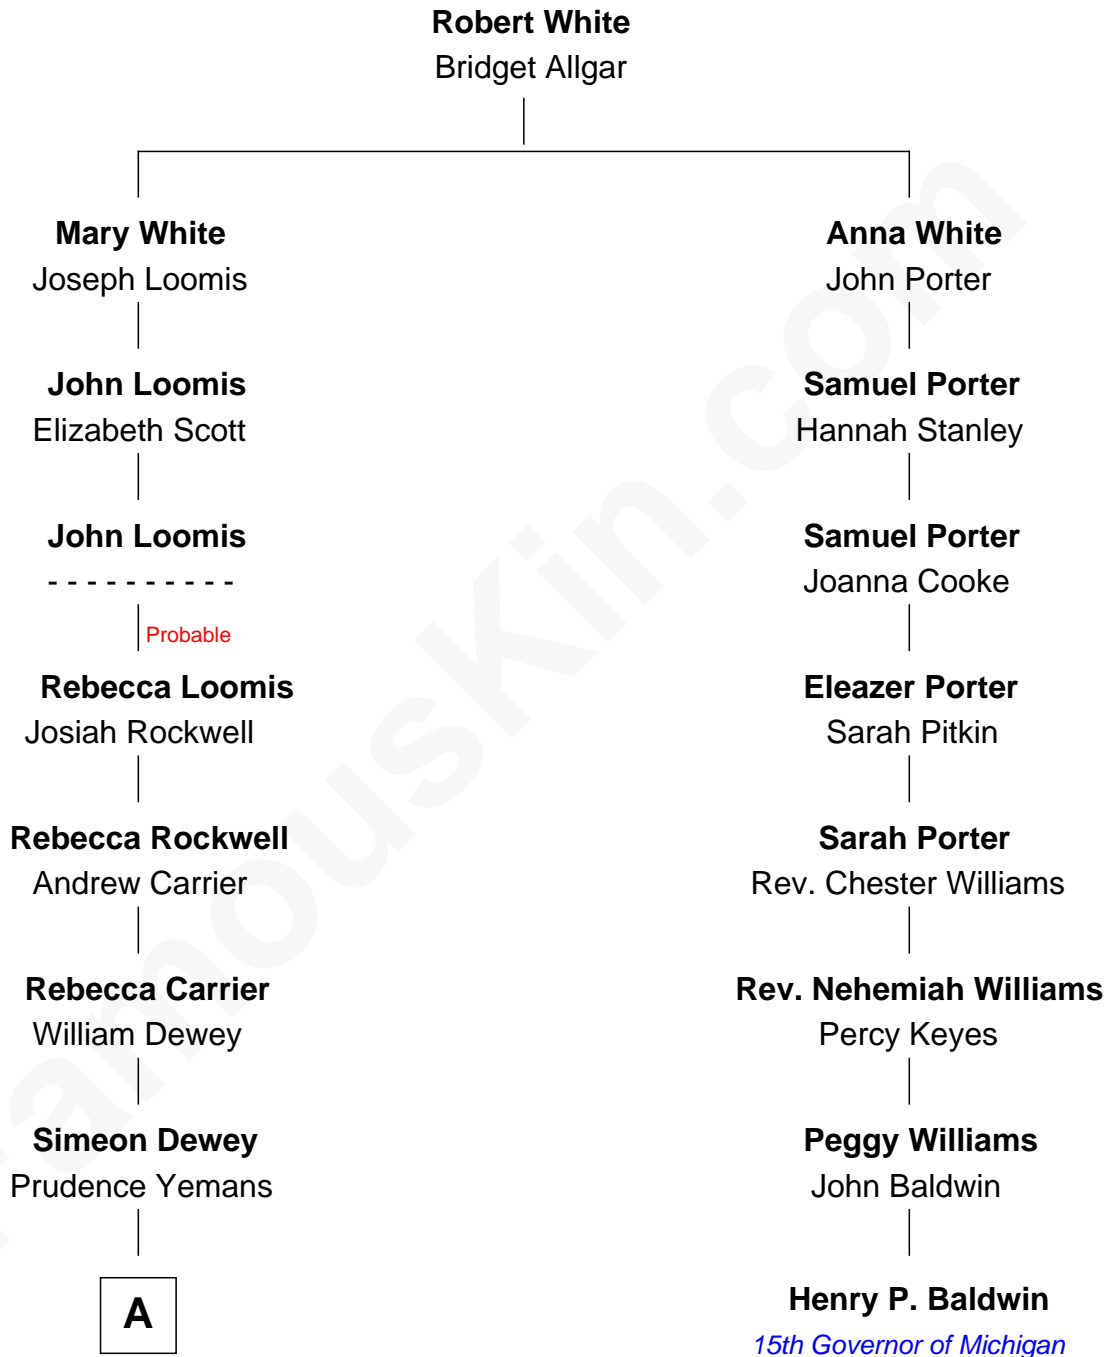 Robert White
Bridget Allgar
Mary White
Joseph Loomis
Anna White
John Porter
John Loomis
Elizabeth Scott
Samuel Porter
Hannah Stanley
John Loomis
- - - - - - - - - -
Samuel Porter
Joanna Cooke
Probable
Rebecca Loomis
Josiah Rockwell
Eleazer Porter
Sarah Pitkin
Rebecca Rockwell
Andrew Carrier
Sarah Porter
Rev. Chester Williams
Rebecca Carrier
William Dewey
Rev. Nehemiah Williams
Percy Keyes
Simeon Dewey
Prudence Yemans
Peggy Williams
John Baldwin
A
Henry P. Baldwin
15th Governor of Michigan
FamousKin.com